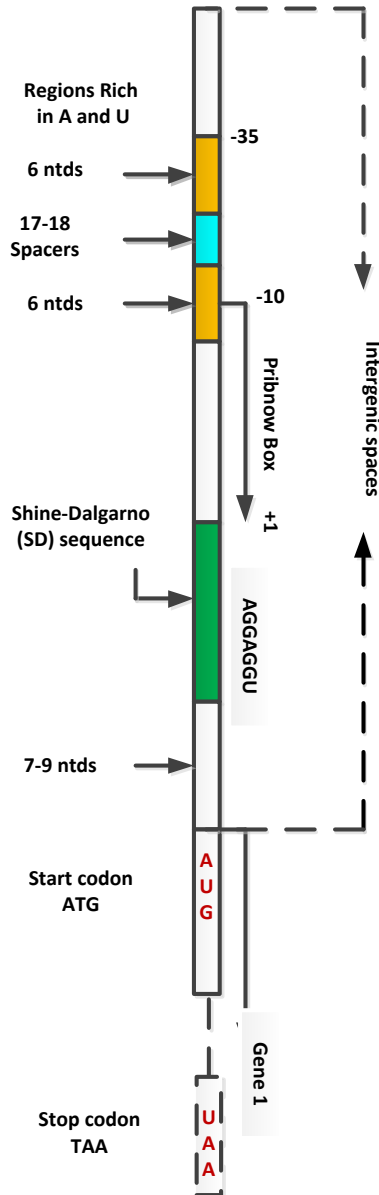 Regions Rich
in A and U
-35
6 ntds
17-18
Spacers
6 ntds
-10
Pribnow Box
Intergenic spaces
+1
Shine-Dalgarno
(SD) sequence
AGGAGGU
7-9 ntds
Start codon
ATG
A
U
G
Gene 1
Stop codon
TAA
U
A
A